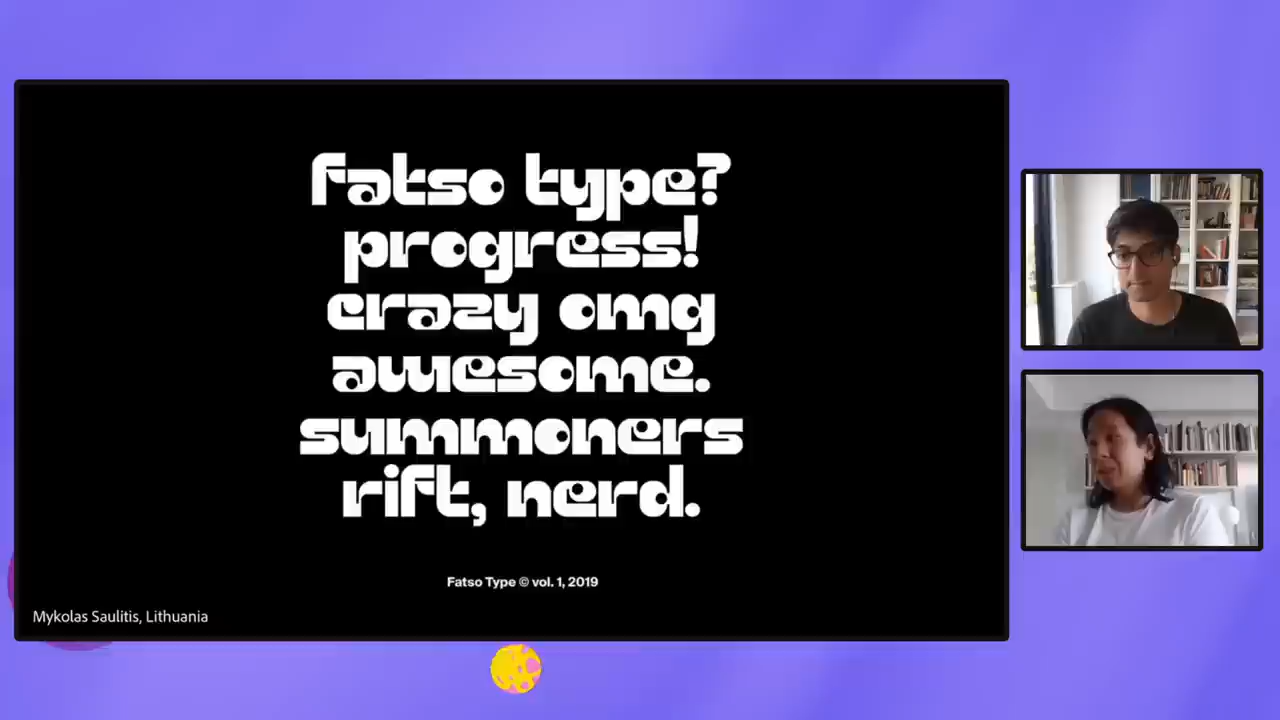 fatso type?
progress!
crazy omg
awesome.
summoners
rift, nerd.
Fatso Type © vol. 1, 2019
Mykolas Saulitis, Lithuania